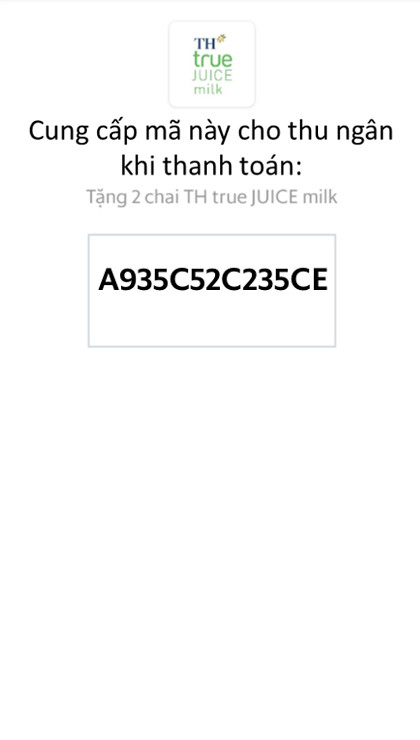 TH
true
JUICE
milk
Cung cấp mã này cho thu ngân
khi thanh toán:
Tặng 2 chai TH true JUICE milk
A935C52C235CE